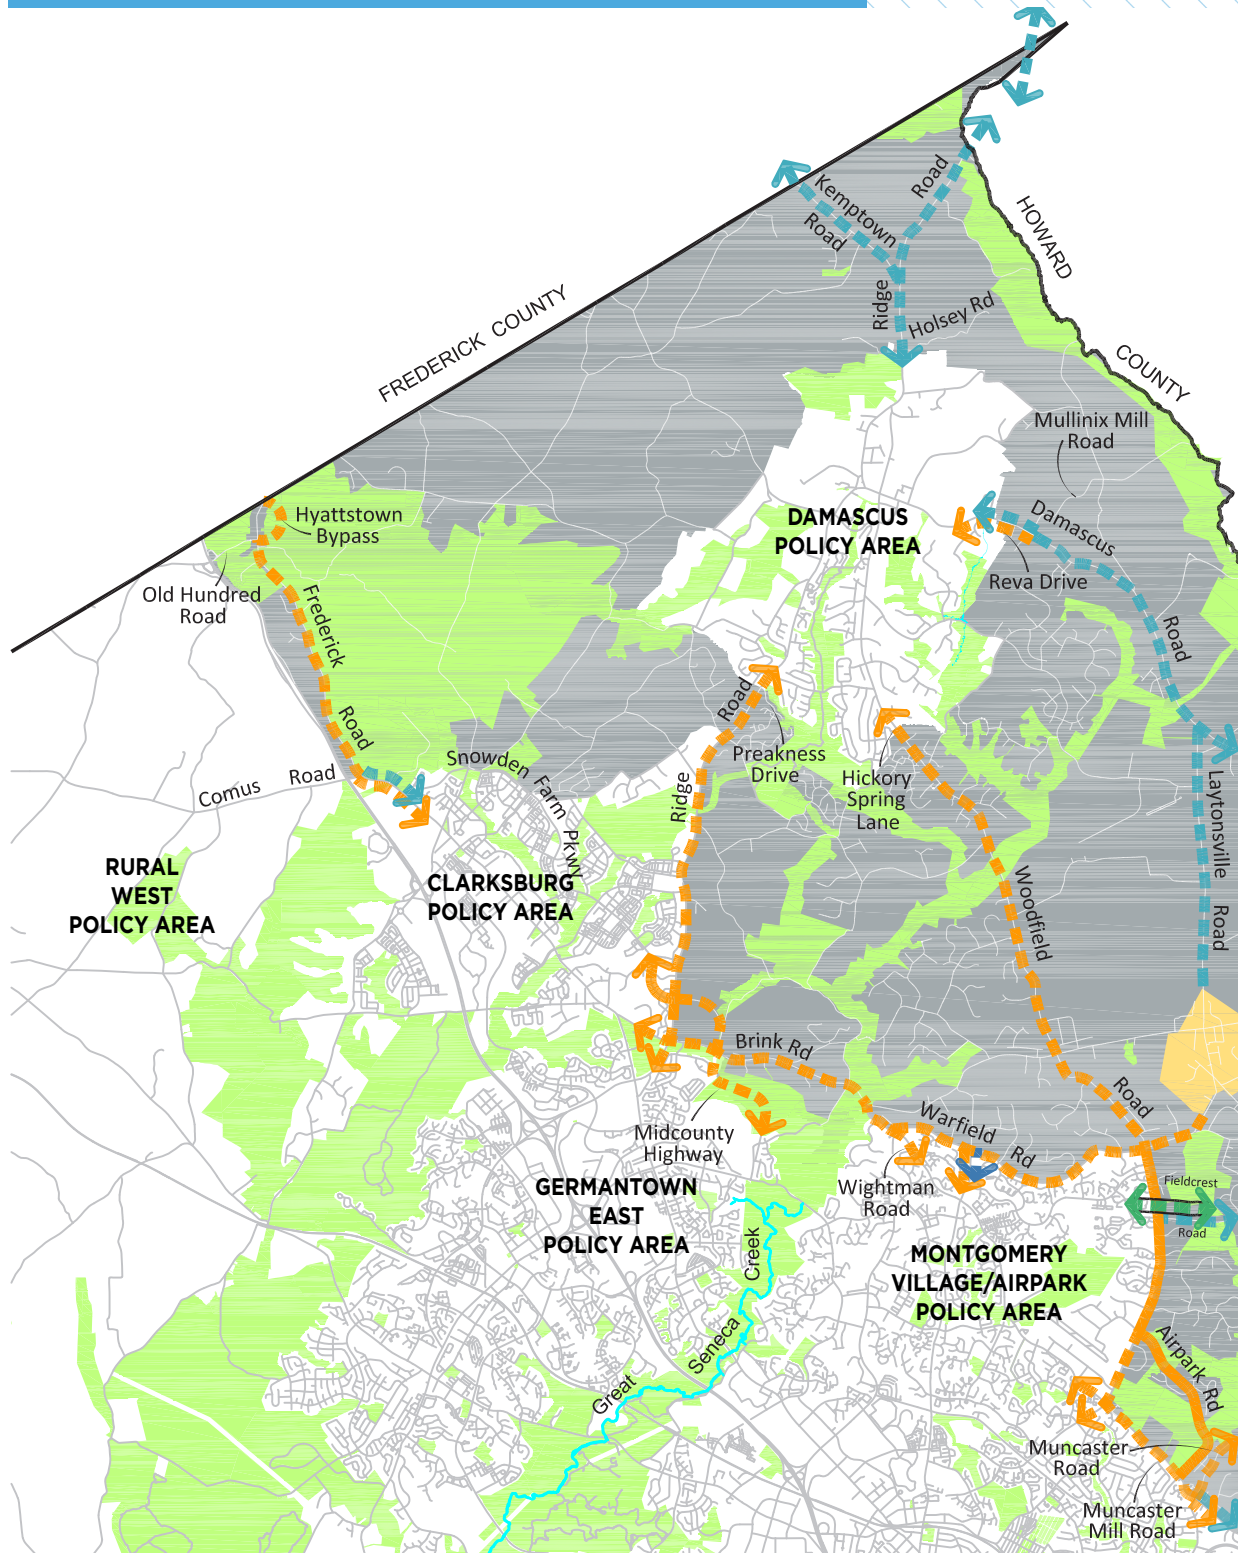 Kemptown
Road
Road
HOWARD
Ridge
Holsey Rd
FREDERICK COUNTY
COUNTY
Mullinix Mill
Road
Hyattstown
Bypass
DAMASCUS
POLICY AREA
Damascus
Road
Reva Drive
Old Hundred
Road
Frederick
Road
Road
Ridge
Preakness
Drive
Hickory
Spring
Lane
Snowden Farm Pkwy
Comus Road
Laytonsville Road
RURAL
WEST
POLICY AREA
CLARKSBURG
POLICY AREA
Woodfield
Road
Brink Rd
Midcounty
Highway
Warfield Rd
Wightman
Road
Fieldcrest
Road
GERMANTOWN
EAST
POLICY AREA
MONTGOMERY
VILLAGE/AIRPARK
POLICY AREA
Great Seneca Creek
Airpark Rd
Muncaster
Road
Muncaster
Mill Road